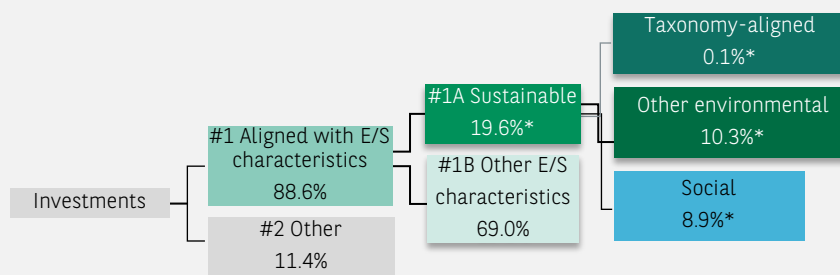 Investments
#1 Aligned with E/S
characteristics
88.6%
#2 Other
11.4%
#1A Sustainable
19.6%*
#1B Other E/S
characteristics
69.0%
Taxonomy-aligned
0.1%*
Other environmental
10.3%*
Social
8.9%*